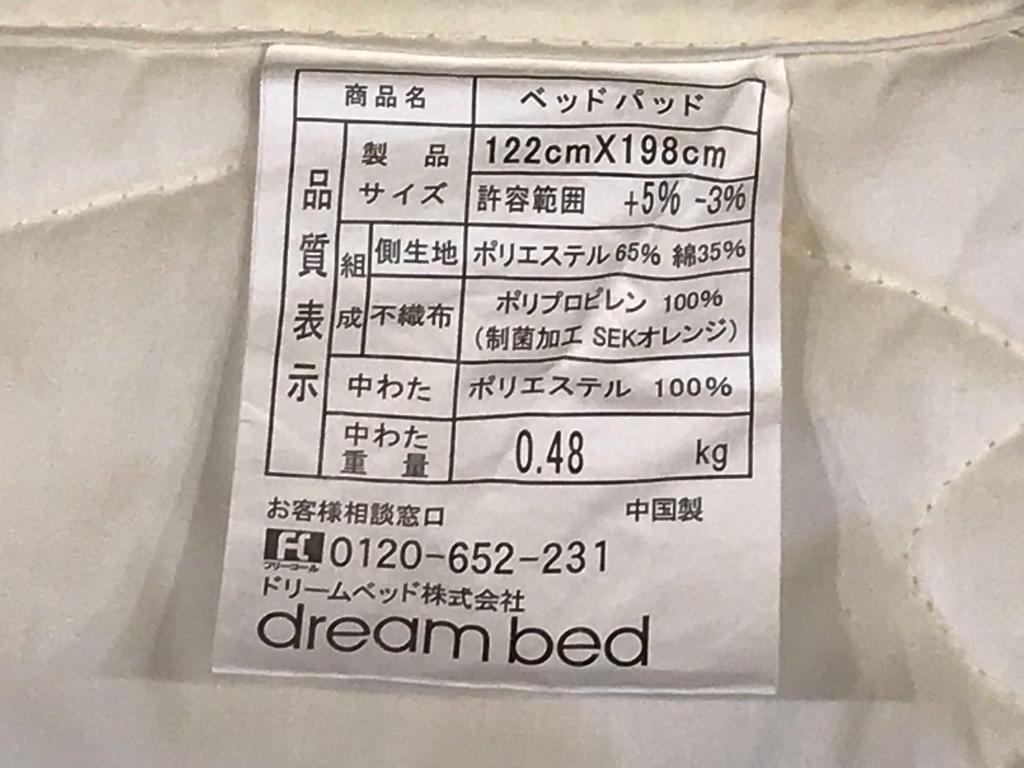 商品名 ベッドパッド
品質表示
製品サイズ 122cmX198cm
許容範囲 +5% -3%
組成 側生地 ポリエステル65% 綿35%
不織布 ポリプロピレン 100%
(制菌加工 SEKオレンジ)
中わた ポリエステル 100%
中わた重量 0.48 kg
お客様相談窓口 中国製
フリーコール 0120-652-231
ドリームベッド株式会社
dream bed